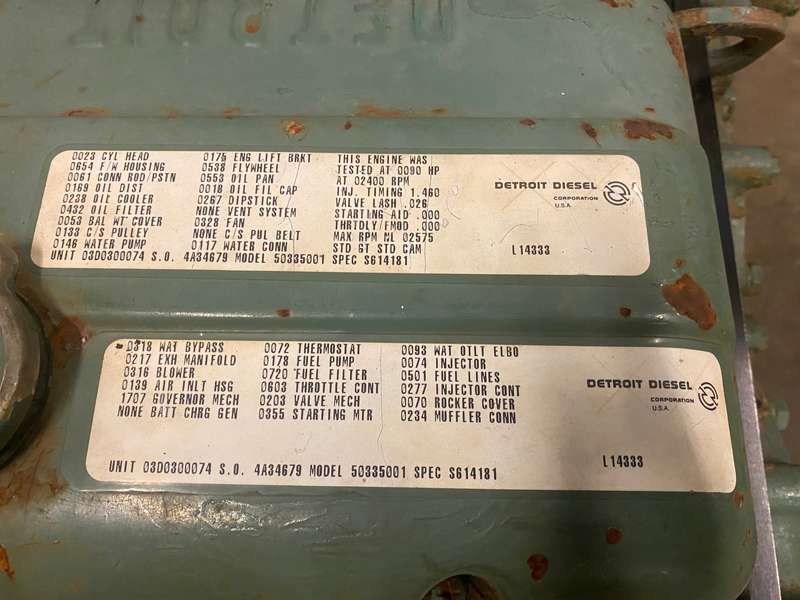 DETROIT
0023 CYL HEAD 0175 ENG LIFT BRKT THIS ENGINE WAS
0654 F/W HOUSING 0538 FLYWHEEL TESTED AT 0090 HP
0061 CONN ROD/PSTN 0553 OIL PAN AT 02400 RPM
0169 OIL DIST 0018 OIL FIL CAP INJ. TIMING 1.460
0238 OIL COOLER 0267 DIPSTICK VALVE LASH .026
0432 OIL FILTER NONE VENT SYSTEM STARTING AID .000
0053 BAL WT COVER 0328 FAN THRTDLY/FMOD .000
0133 C/S PULLEY NONE C/S PUL BELT MAX RPM NL 02575
0146 WATER PUMP 0117 WATER CONN STD GT STD CAM
UNIT 03D0300074 S.O. 4A34679 MODEL 50335001 SPEC S614181
DETROIT DIESEL
CORPORATION
U.S.A.
L14333
0318 WAT BYPASS 0072 THERMOSTAT 0093 WAT OTLT ELBO
0217 EXH MANIFOLD 0178 FUEL PUMP 0074 INJECTOR
0316 BLOWER 0720 FUEL FILTER 0501 FUEL LINES
0139 AIR INLT HSG 0603 THROTTLE CONT 0277 INJECTOR CONT
1707 GOVERNOR MECH 0203 VALVE MECH 0070 ROCKER COVER
NONE BATT CHRG GEN 0355 STARTING MTR 0234 MUFFLER CONN
UNIT 03D0300074 S.O. 4A34679 MODEL 50335001 SPEC S614181
DETROIT DIESEL
CORPORATION
U.S.A.
L14333